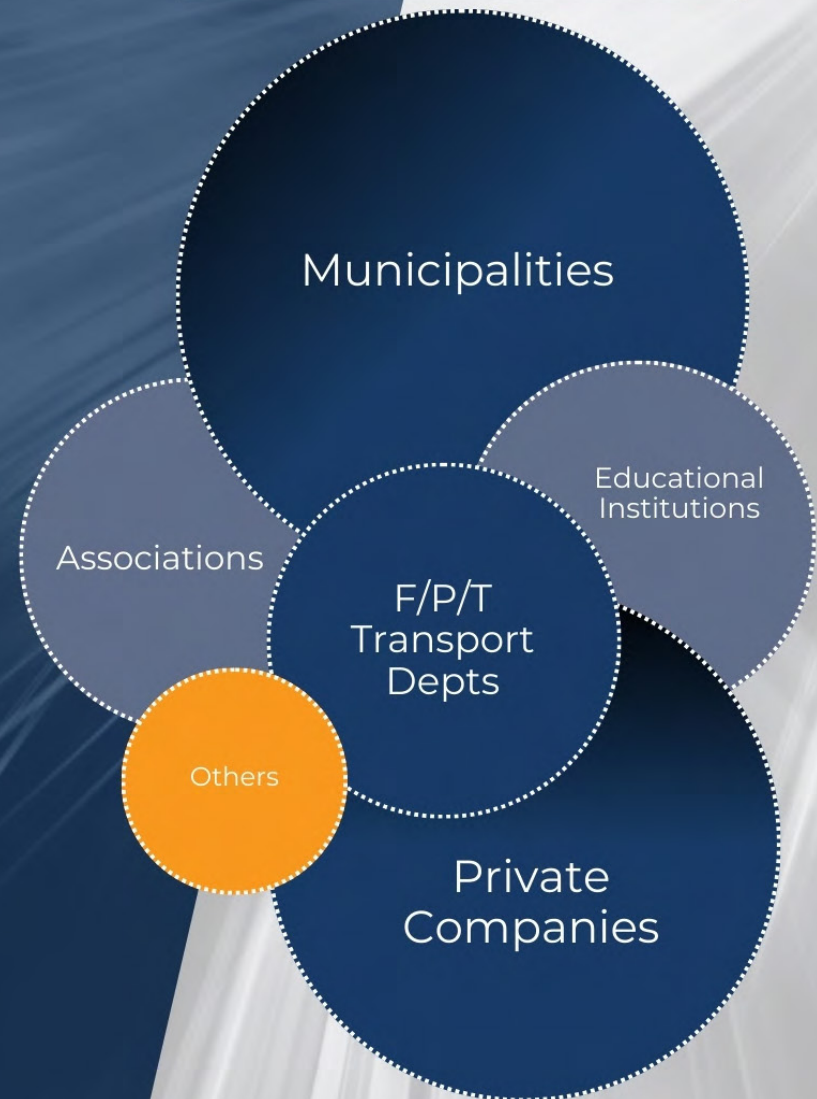 Municipalities
Educational
Institutions
Associations
F/P/T
Transport
Depts
Others
Private
Companies